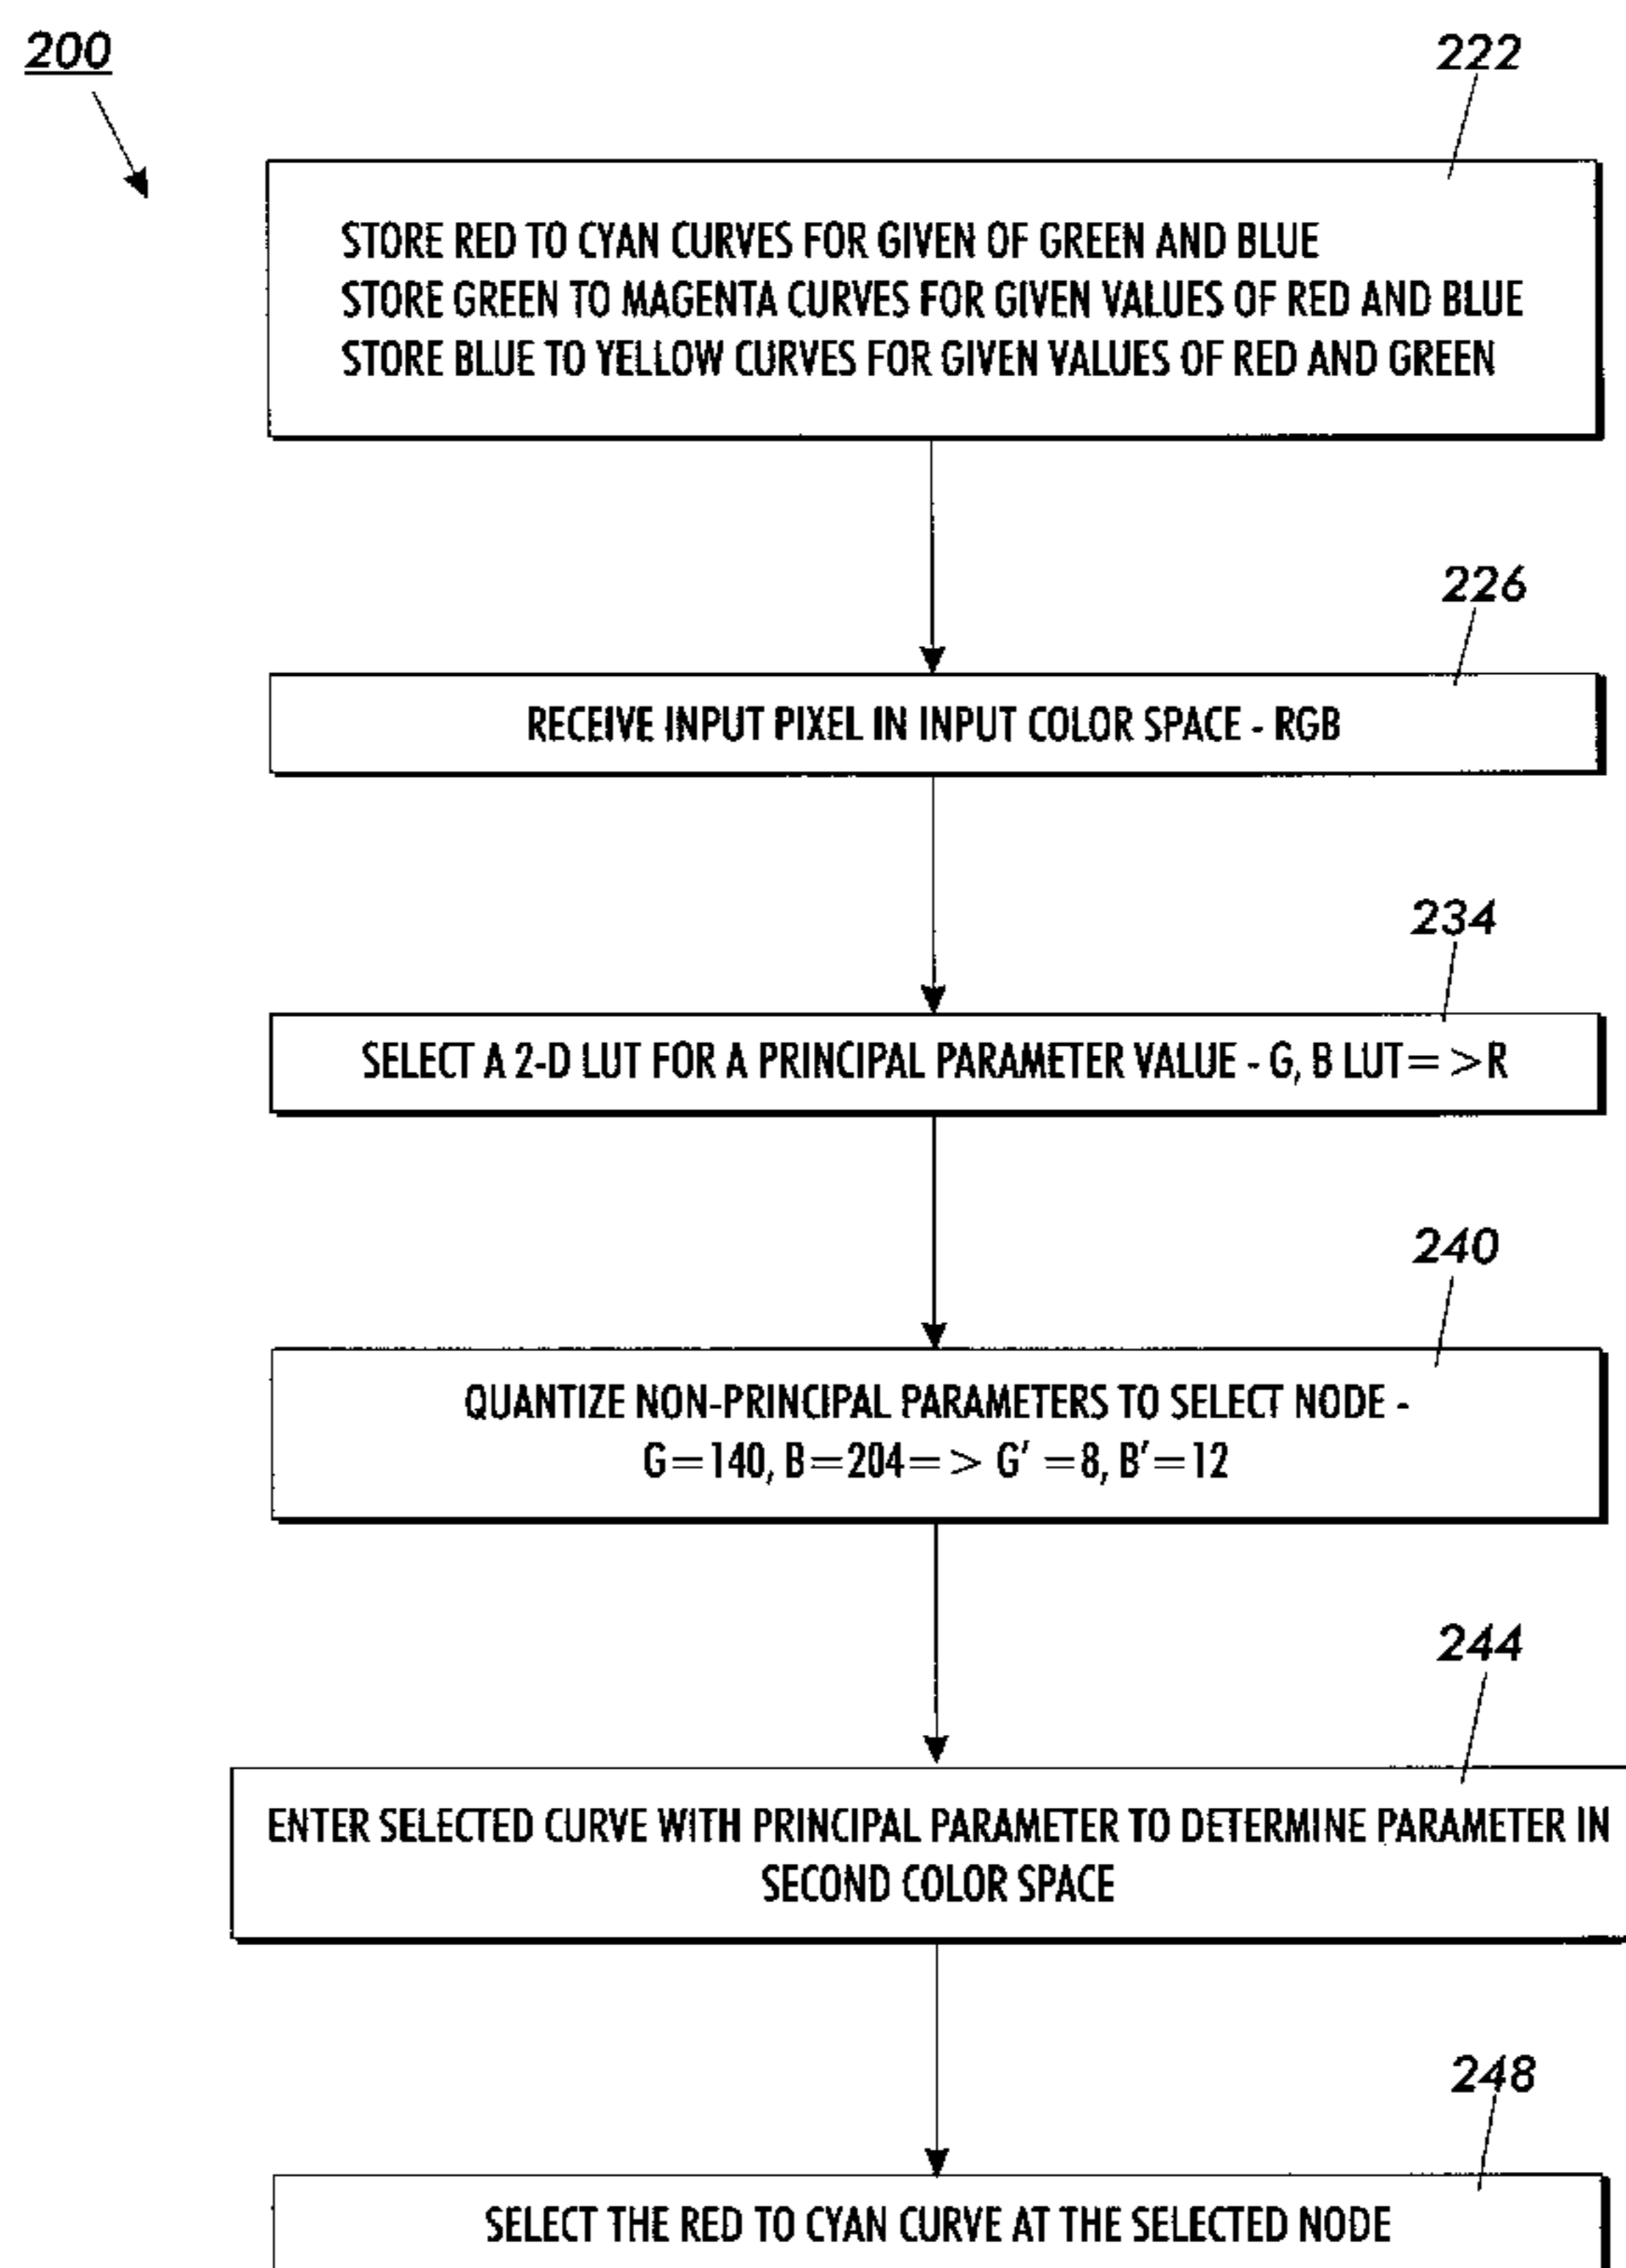 200
222
STORE RED TO CYAN CURVES FOR GIVEN OF GREEN AND BLUE
STORE GREEN TO MAGENTA CURVES FOR GIVEN VALUES OF RED AND BLUE
STORE BLUE TO YELLOW CURVES FOR GIVEN VALUES OF RED AND GREEN
226
RECEIVE INPUT PIXEL IN INPUT COLOR SPACE - RGB
234
SELECT A 2-D LUT FOR A PRINCIPAL PARAMETER VALUE - G, B LUT= >R
240
QUANTIZE NON-PRINCIPAL PARAMETERS TO SELECT NODE -
G=140, B=204= > G' =8, B'=12
244
ENTER SELECTED CURVE WITH PRINCIPAL PARAMETER TO DETERMINE PARAMETER IN
SECOND COLOR SPACE
248
SELECT THE RED TO CYAN CURVE AT THE SELECTED NODE